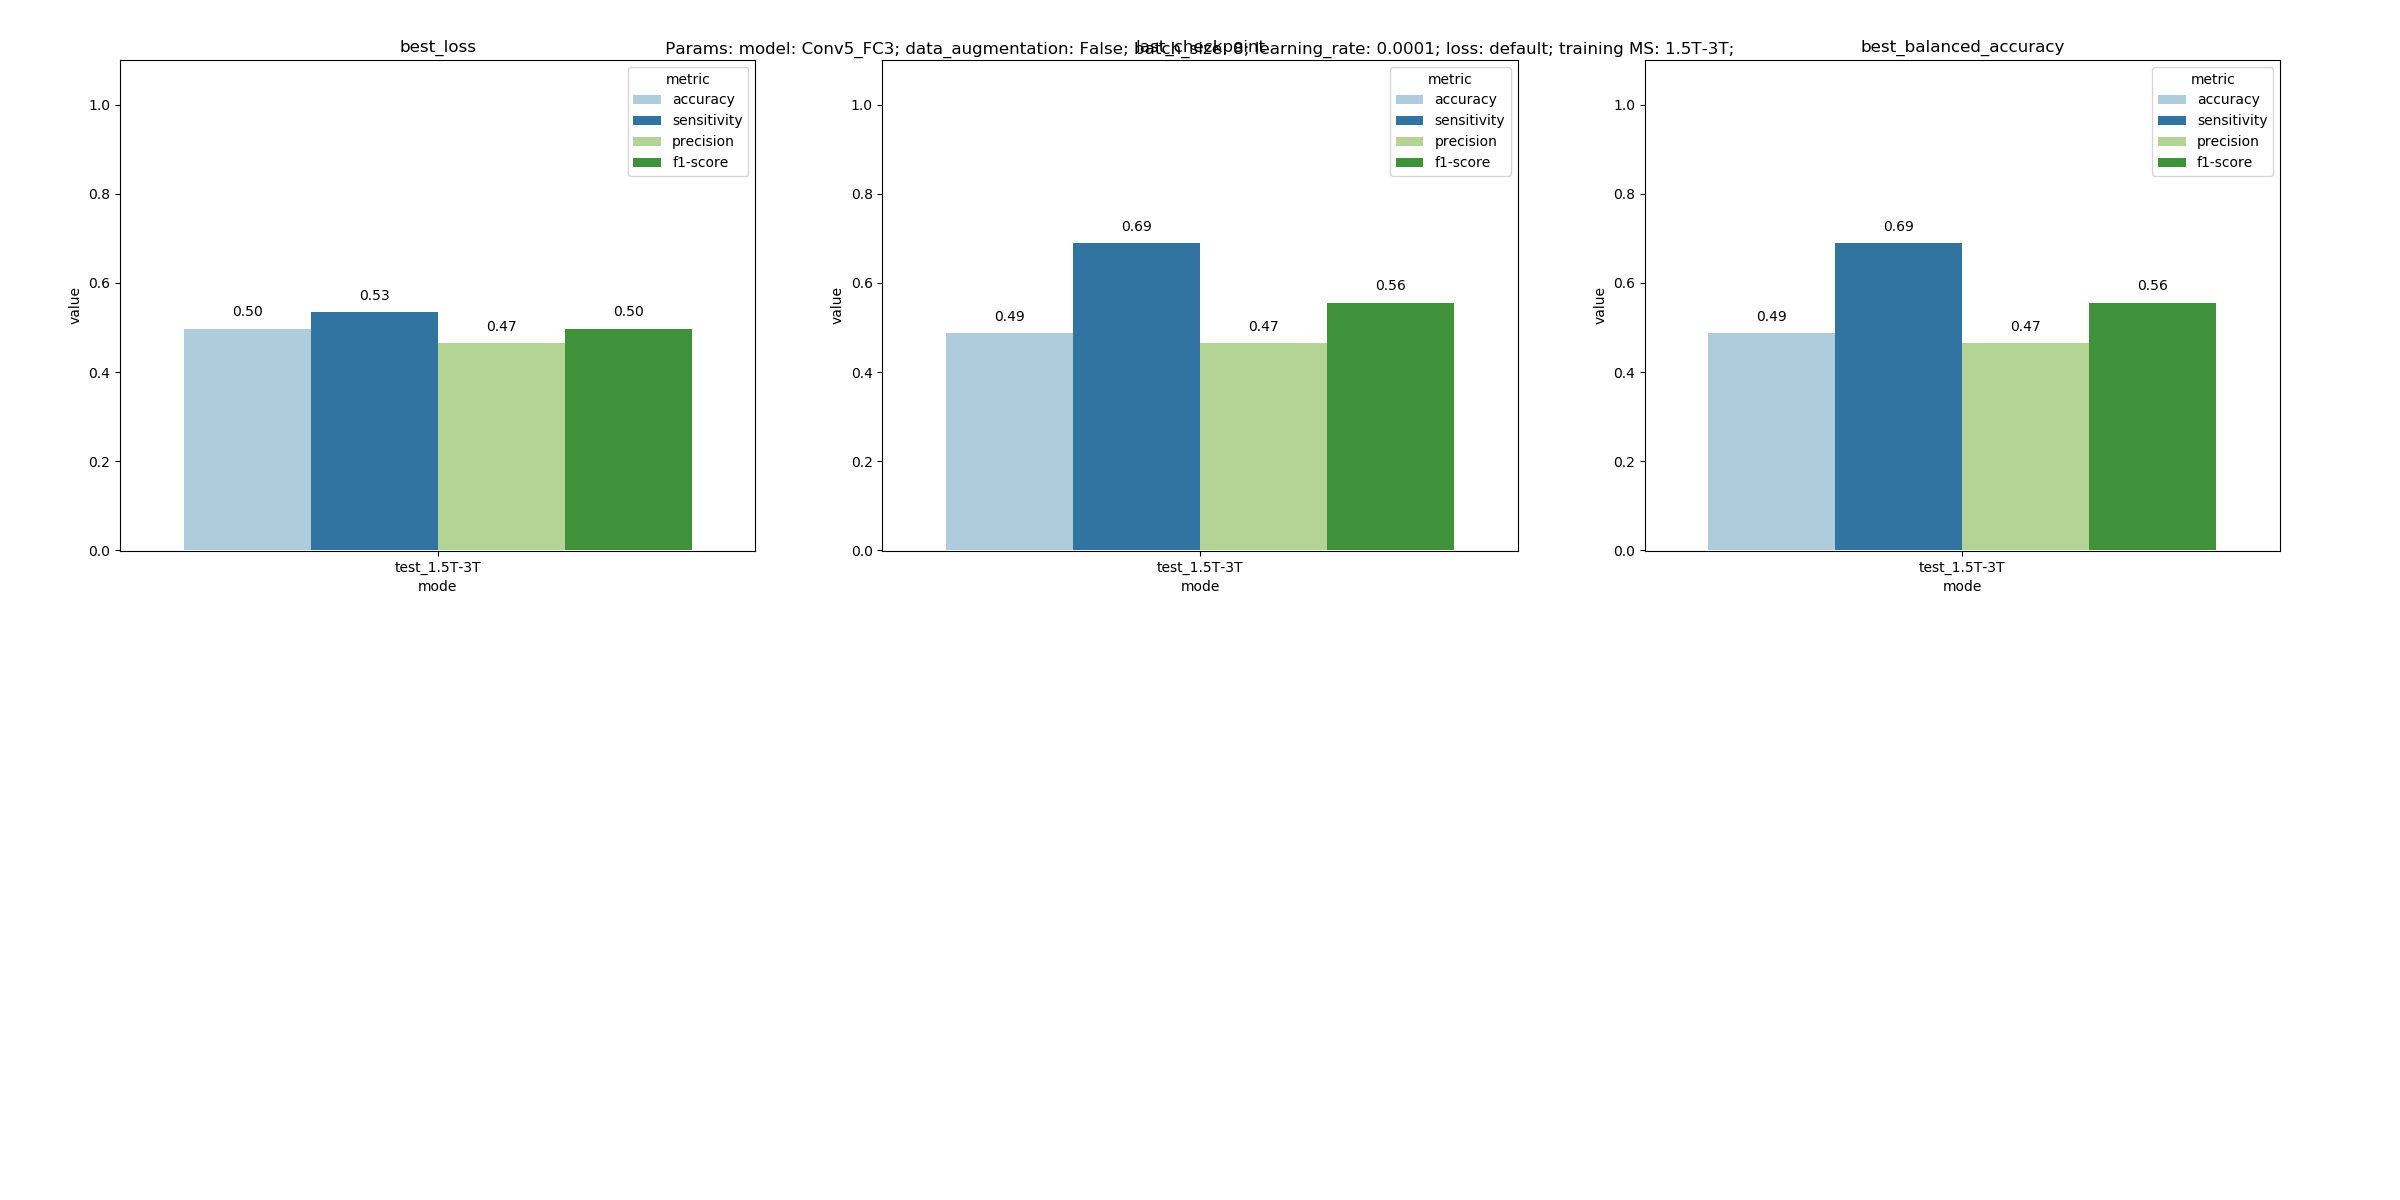 Params: model: Conv5_FC3; data_augmentation: False; batch_size: 8; learning_rate: 0.0001; loss: default; training MS: 1.5T-3T;
best_loss
metric
accuracy
sensitivity
precision
f1-score
1.0
0.8
0.6
0.4
0.2
0.0
value
0.50
0.53
0.47
0.50
test_1.5T-3T
mode
last_checkpoint
metric
accuracy
sensitivity
precision
f1-score
1.0
0.8
0.6
0.4
0.2
0.0
value
0.49
0.69
0.47
0.56
test_1.5T-3T
mode
best_balanced_accuracy
metric
accuracy
sensitivity
precision
f1-score
1.0
0.8
0.6
0.4
0.2
0.0
value
0.49
0.69
0.47
0.56
test_1.5T-3T
mode